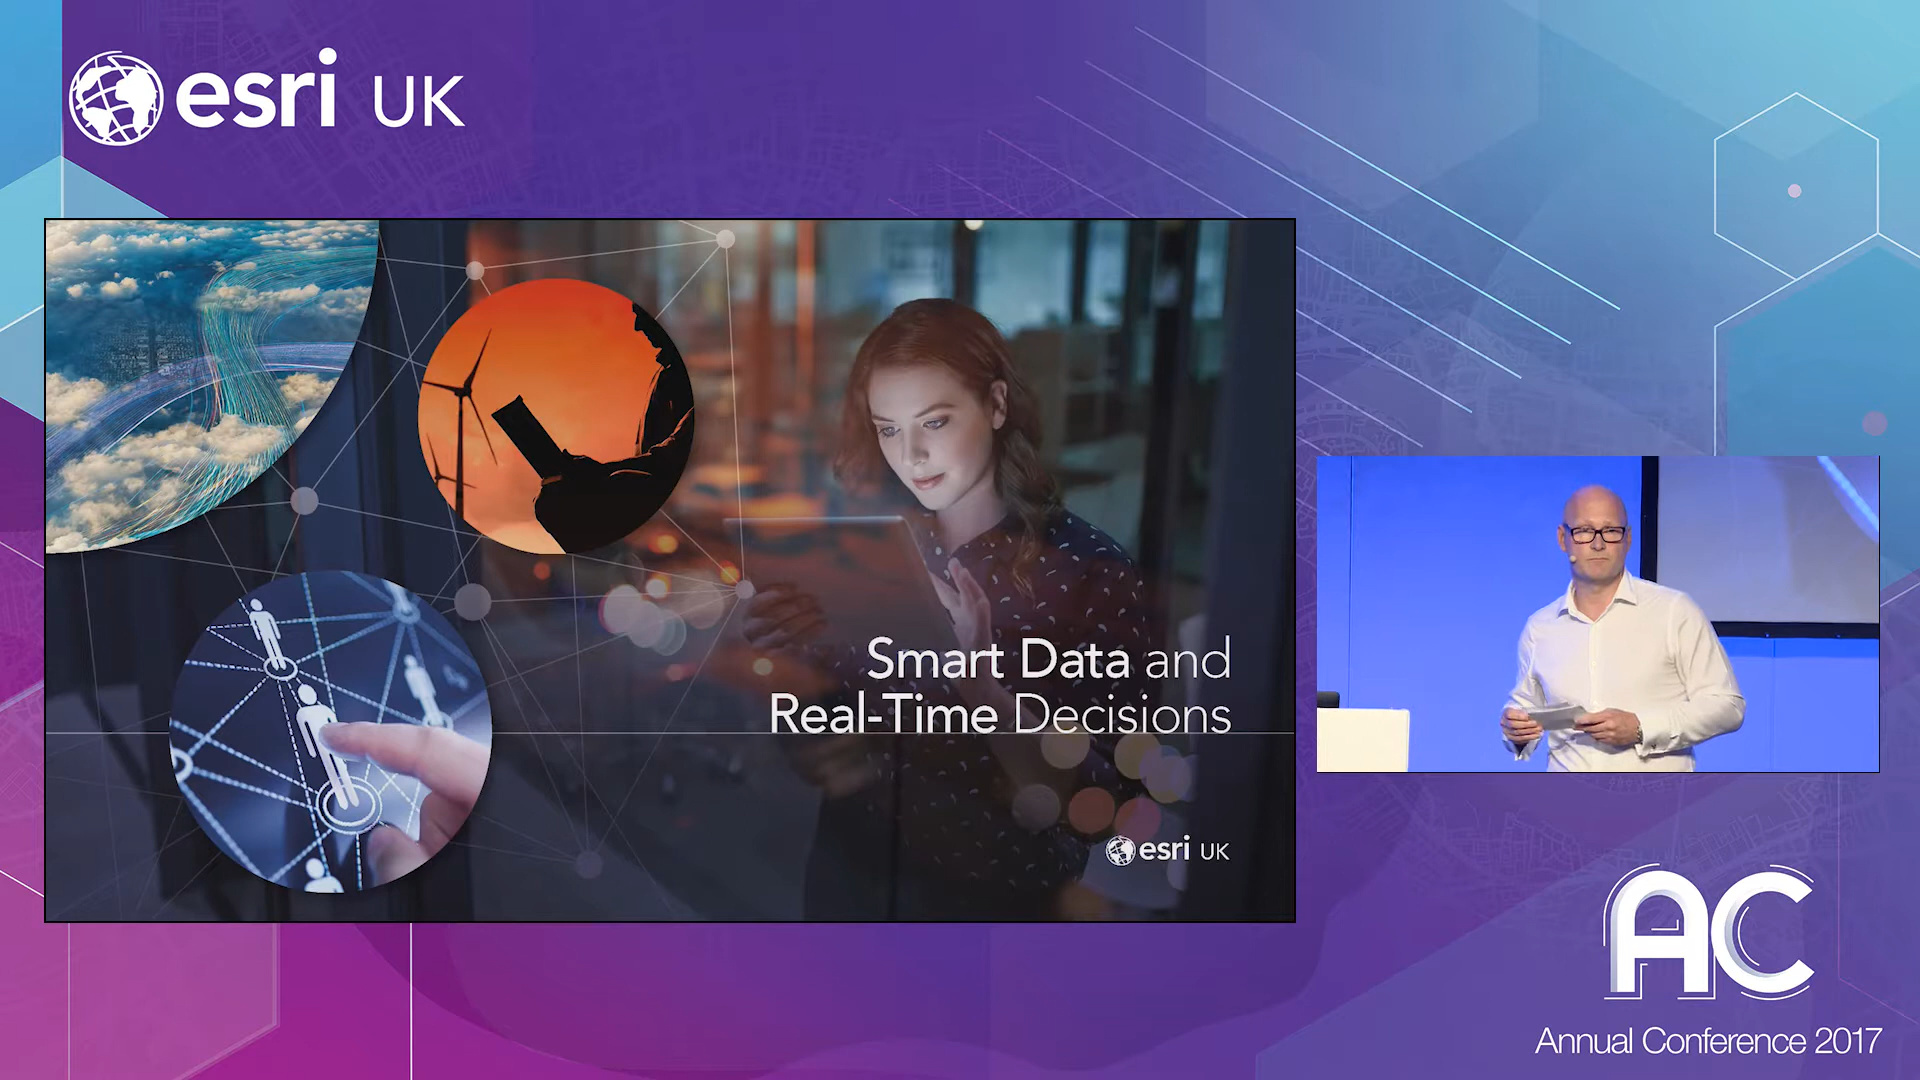 esri UK
Smart Data and
Real-Time Decisions
esri UK
AC
Annual Conference 2017